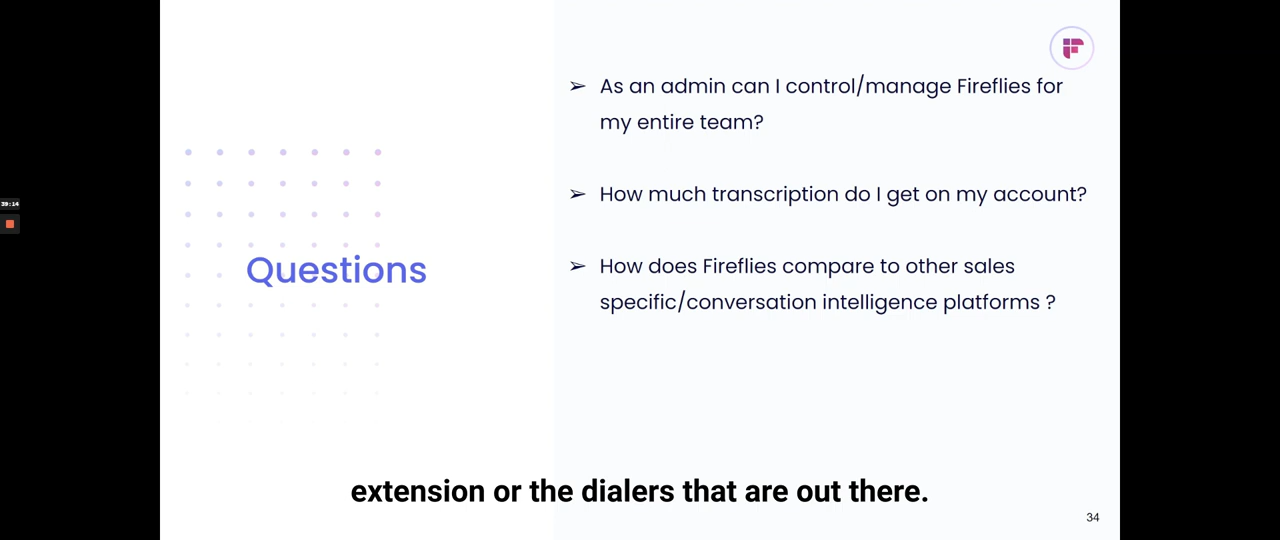 ➢ As an admin can I control/manage Fireflies for
my entire team?
➢ How much transcription do I get on my account?
39:14
Questions
➢ How does Fireflies compare to other sales
specific/conversation intelligence platforms ?
extension or the dialers that are out there.
34